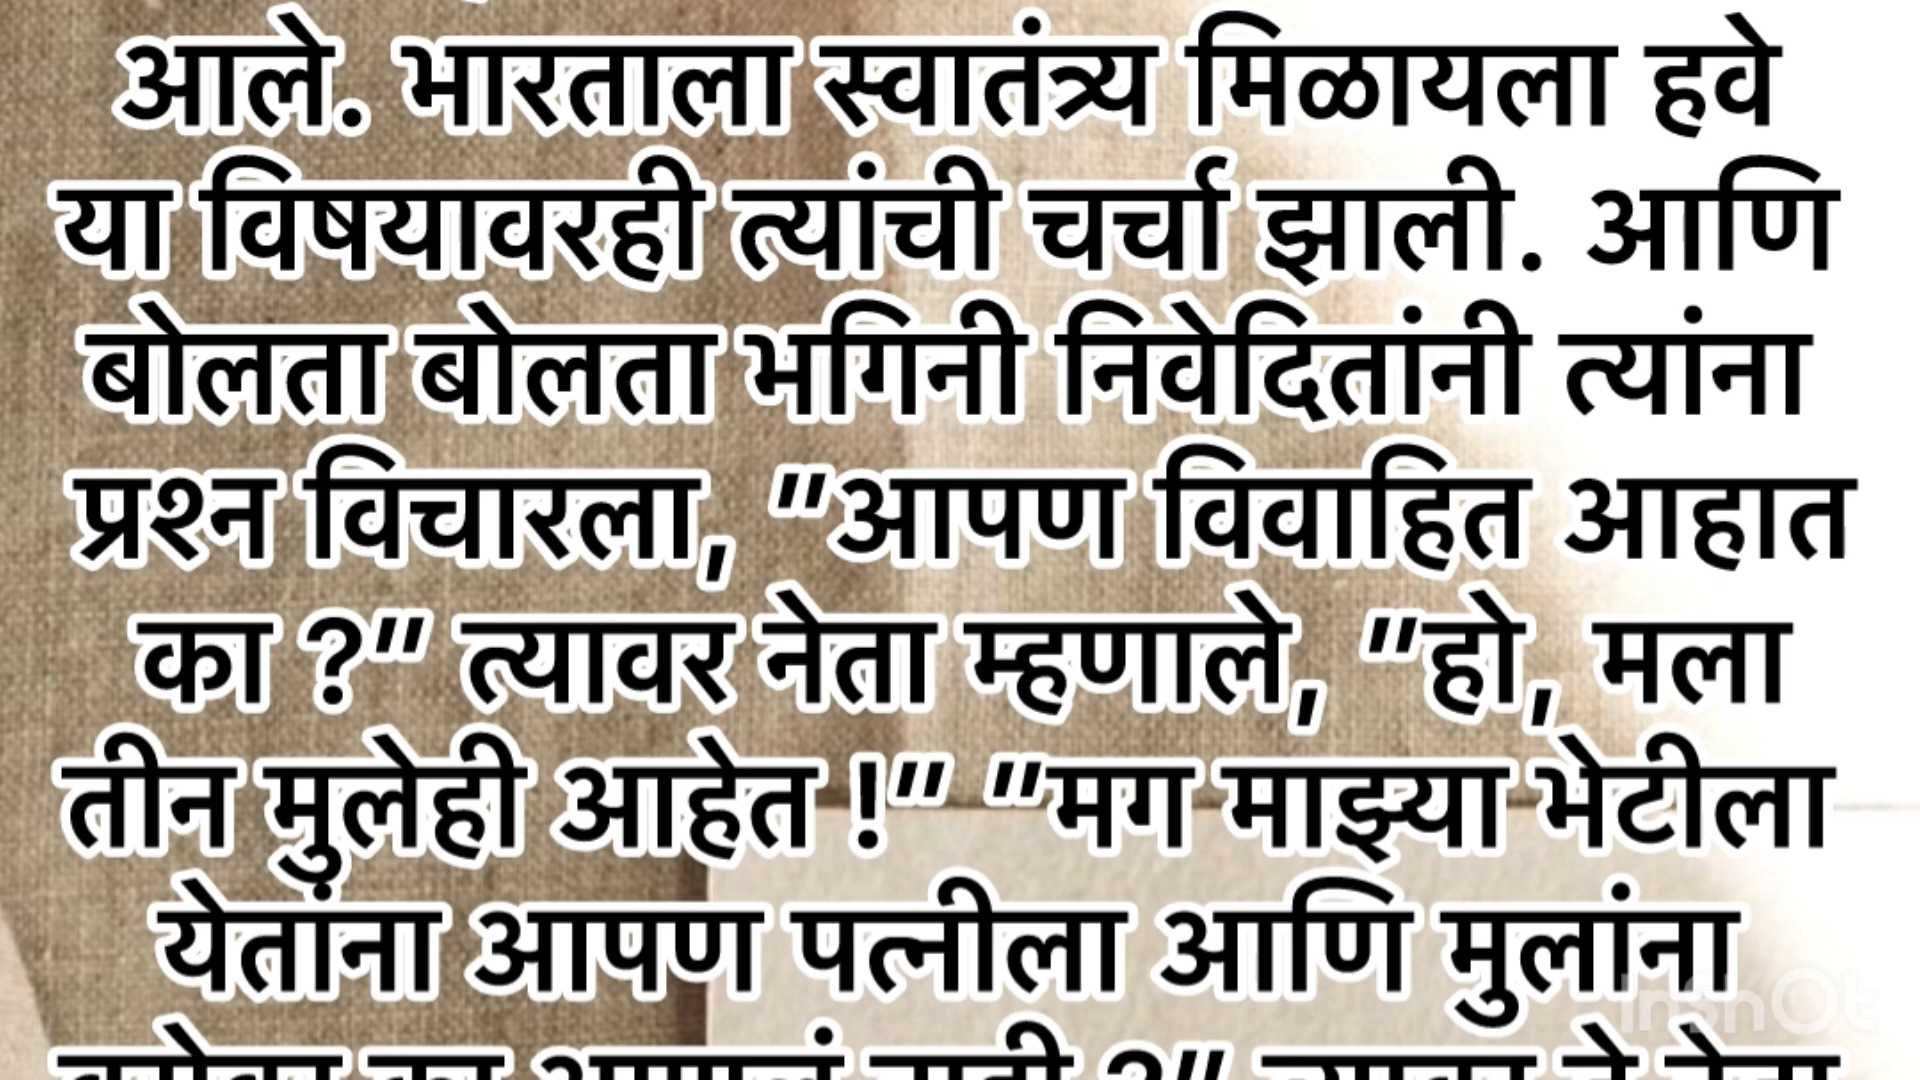 आले. भारताला स्वातंत्र्य मिळायला हवे
या विषयावरही त्यांची चर्चा झाली. आणि
बोलता बोलता भगिनी निवेदितांनी त्यांना
प्रश्न विचारला, "आपण विवाहित आहात
का ?" त्यावर नेता म्हणाले, "हो, मला
तीन मुलेही आहेत !" "मग माझ्या भेटीला
येतांना आपण पत्नीला आणि मुलांना
InShOt